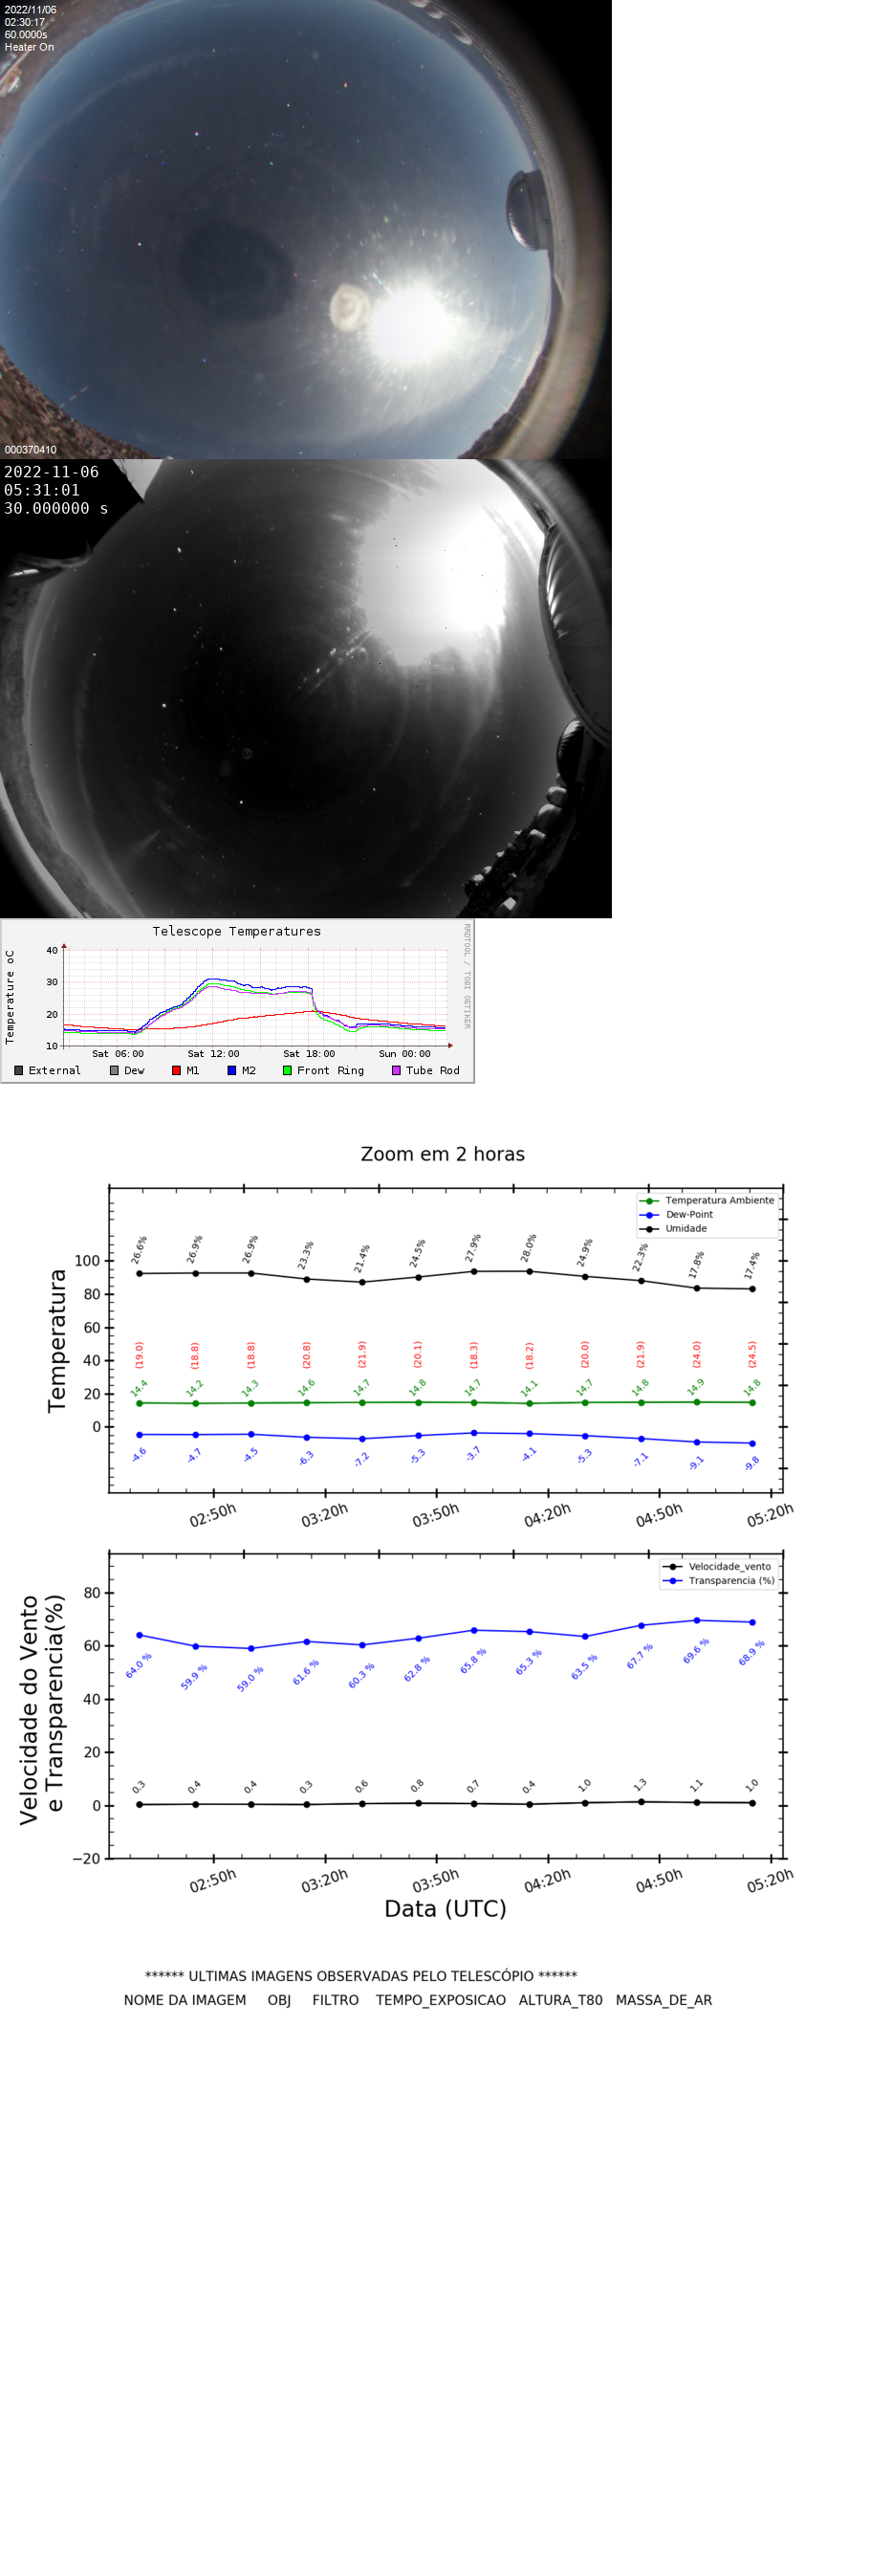 2022/11/06
02:30:17
60.0000s
Heater On
000370410
2022-11-06
05:31:01
30.000000 s
Telescope Temperatures
RRDTOOL / TOBI OETIKER
Temperature oC
40
30
20
10
Sat 06:00 Sat 12:00 Sat 18:00 Sun 00:00
External Dew M1 M2 Front Ring Tube Rod
Zoom em 2 horas
Temperatura Ambiente
Dew-Point
Umidade
Temperatura
100
80
60
40
20
0
26.6% 26.9% 26.9% 23.3% 21.4% 24.5% 27.9% 28.0% 24.9% 22.3% 17.8% 17.4%
(19.0) (18.8) (18.8) (20.8) (21.9) (20.1) (18.3) (18.2) (20.0) (21.9) (24.0) (24.5)
14.4 14.2 14.3 14.6 14.7 14.8 14.7 14.1 14.7 14.8 14.9 14.8
-4.6 -4.7 -4.5 -6.3 -7.2 -5.3 -3.7 -4.1 -5.3 -7.1 -9.1 -9.8
02:50h 03:20h 03:50h 04:20h 04:50h 05:20h
Velocidade_vento
Transparencia (%)
Velocidade do Vento
e Transparencia(%)
80
60
40
20
0
−20
64.0 % 59.9 % 59.0 % 61.6 % 60.3 % 62.8 % 65.8 % 65.3 % 63.5 % 67.7 % 69.6 % 68.9 %
0.3 0.4 0.4 0.3 0.6 0.8 0.7 0.4 1.0 1.3 1.1 1.0
02:50h 03:20h 03:50h 04:20h 04:50h 05:20h
Data (UTC)
****** ULTIMAS IMAGENS OBSERVADAS PELO TELESCÓPIO ******
NOME DA IMAGEM OBJ FILTRO TEMPO_EXPOSICAO ALTURA_T80 MASSA_DE_AR